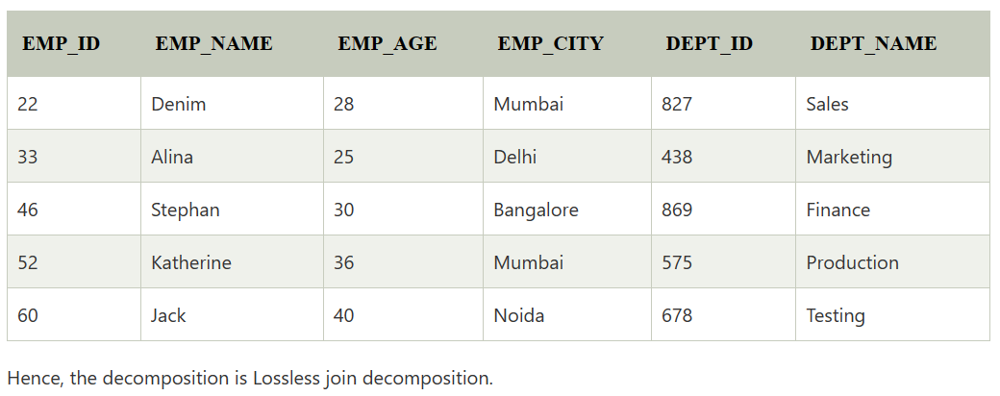 EMP_ID EMP_NAME EMP_AGE EMP_CITY DEPT_ID DEPT_NAME
22 Denim 28 Mumbai 827 Sales
33 Alina 25 Delhi 438 Marketing
46 Stephan 30 Bangalore 869 Finance
52 Katherine 36 Mumbai 575 Production
60 Jack 40 Noida 678 Testing
Hence, the decomposition is Lossless join decomposition.